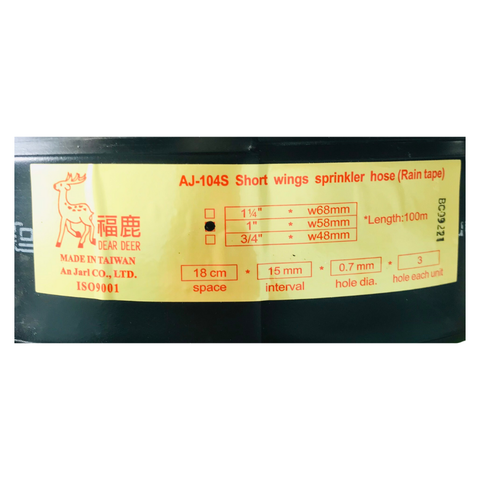 AJ-104S Short wings sprinkler hose (Rain tape)
1¼" * w68mm
1" * w58mm
3/4" * w48mm
*Length:100m
福鹿
DEAR DEER
MADE IN TAIWAN
An Jarl CO., LTD.
ISO9001
18 cm * 15 mm * 0.7 mm * 3
space interval hole dia. hole each unit